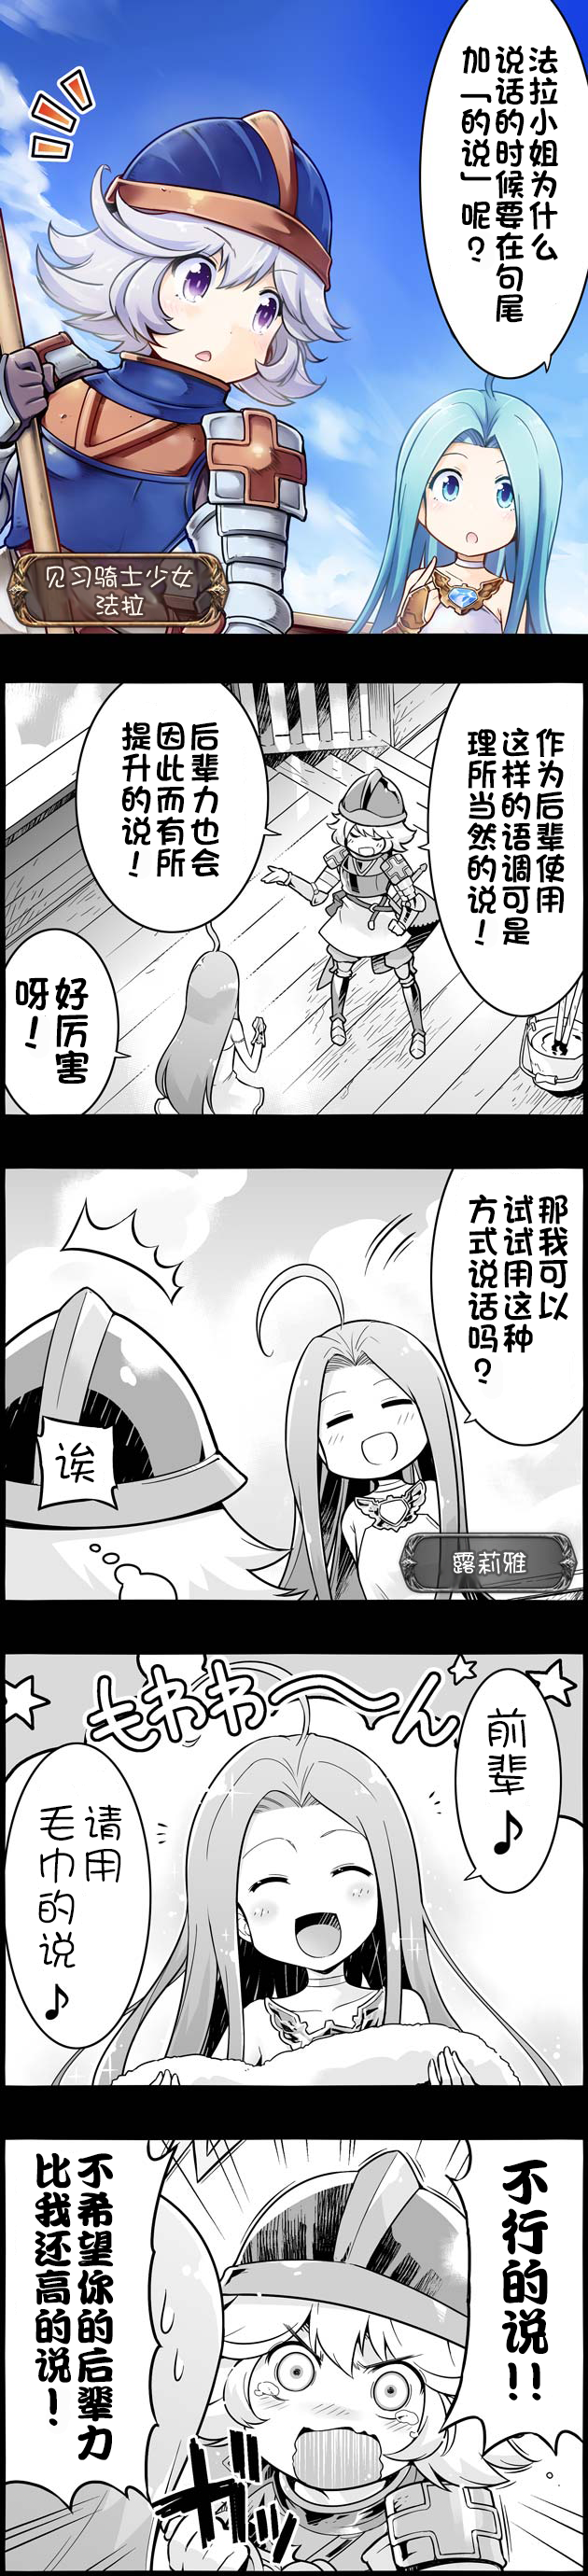 法拉小姐为什么
说话的时候要在句尾
加「的说」呢？
见习骑士少女
法拉
作为后辈使用
这样的语调可是
理所当然的说！
后辈力也会
因此而有所
提升的说！
好厉害
呀！
那我可以
试试用这种
方式说话吗？
诶
露莉雅
もわわ～ん
前辈♪
请用
毛巾的说♪
不行的说！！
不希望你的后辈力
比我还高的说！